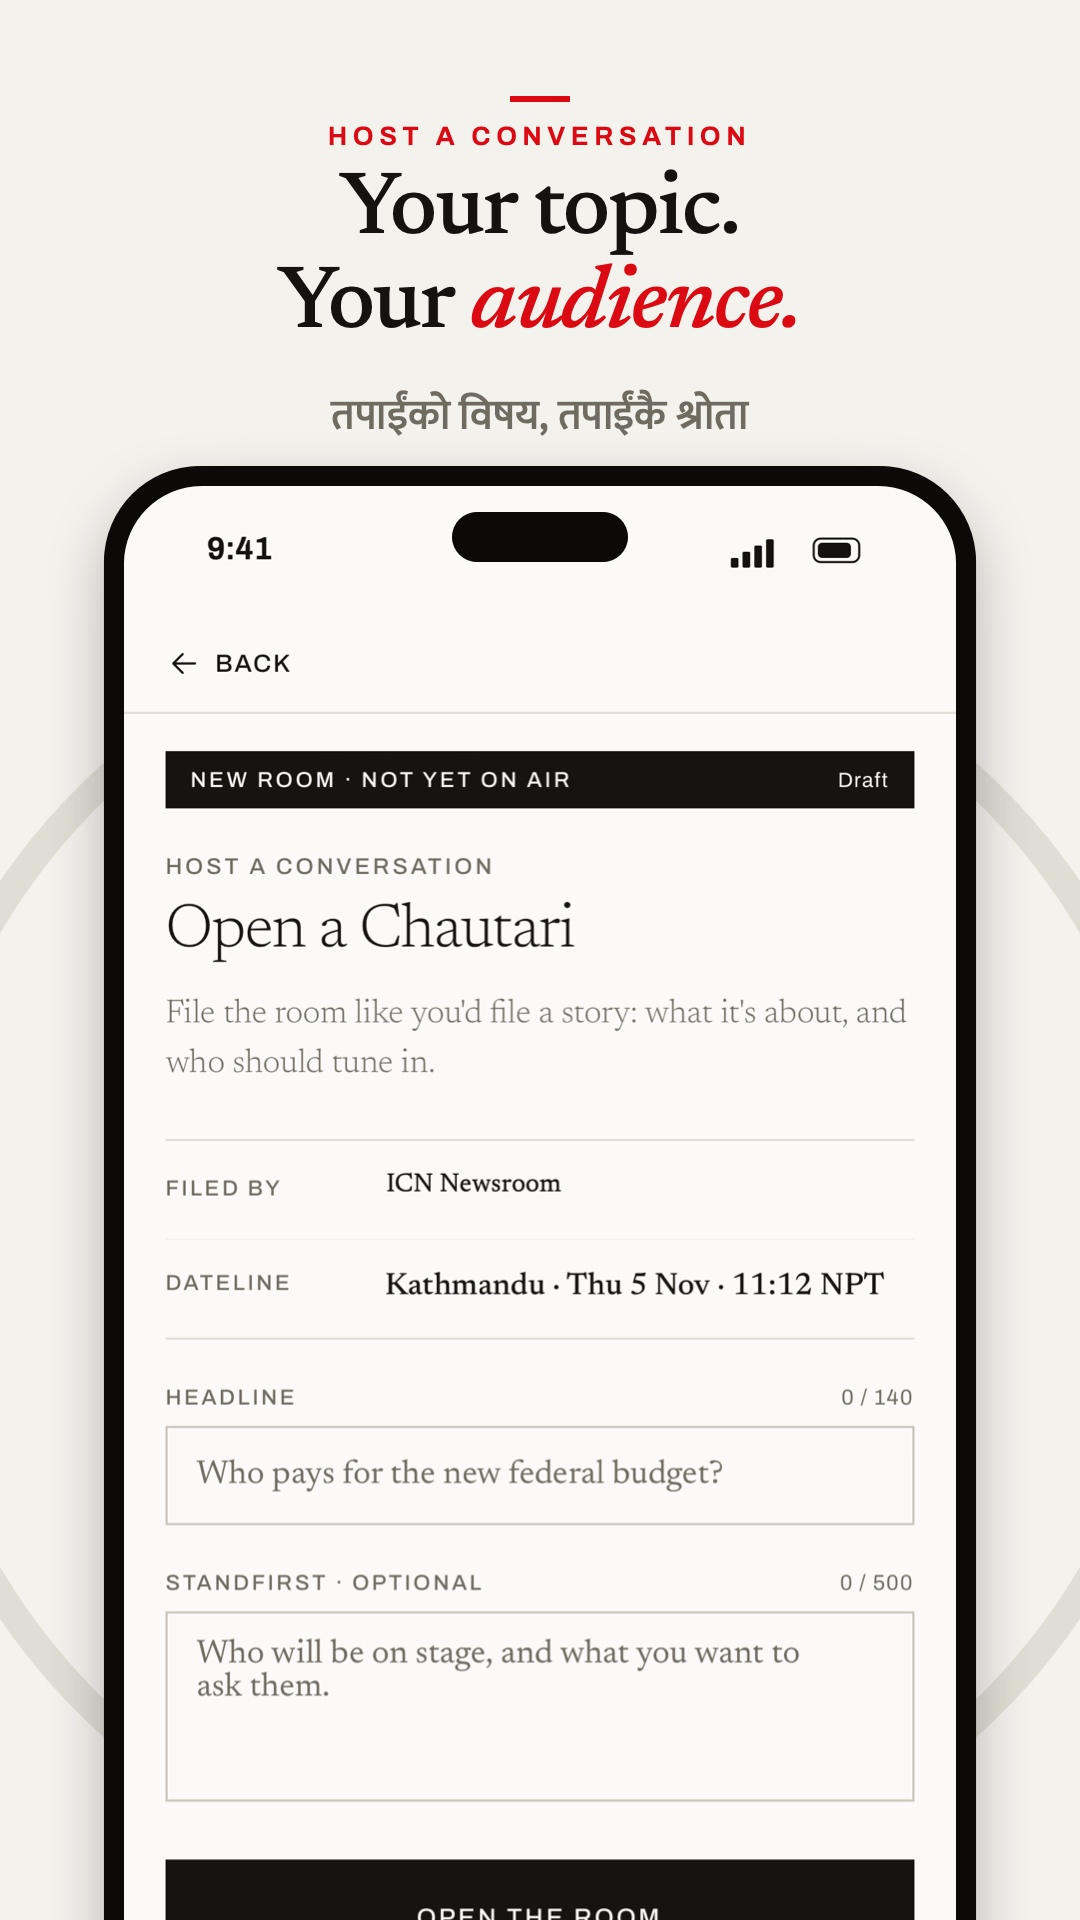 HOST A CONVERSATION
Your topic.
Your audience.
तपाईंको विषय, तपाईंकै श्रोता
9:41
← BACK
NEW ROOM · NOT YET ON AIR Draft
HOST A CONVERSATION
Open a Chautari
File the room like you'd file a story: what it's about, and
who should tune in.
FILED BY ICN Newsroom
DATELINE Kathmandu · Thu 5 Nov · 11:12 NPT
HEADLINE 0 / 140
Who pays for the new federal budget?
STANDFIRST · OPTIONAL 0 / 500
Who will be on stage, and what you want to
ask them.
OPEN THE ROOM